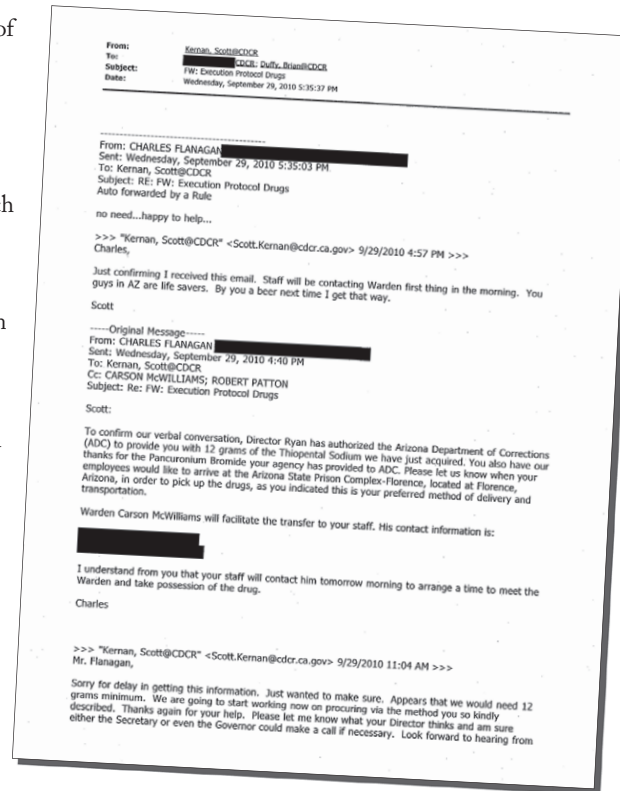 of
ch
n
From: Kernan, Scott@CDCR
To: CDCR; Duffy, Brian@CDCR
Subject: FW: Execution Protocol Drugs
Date: Wednesday, September 29, 2010 5:35:37 PM
From: CHARLES FLANAGAN
Sent: Wednesday, September 29, 2010 5:35:03 PM
To: Kernan, Scott@CDCR
Subject: RE: FW: Execution Protocol Drugs
Auto forwarded by a Rule
no need...happy to help...
>>> "Kernan, Scott@CDCR" <Scott.Kernan@cdcr.ca.gov> 9/29/2010 4:57 PM >>>
Charles,
Just confirming I received this email. Staff will be contacting Warden first thing in the morning. You
guys in AZ are life savers. By you a beer next time I get that way.
Scott
-----Original Message-----
From: CHARLES FLANAGAN
Sent: Wednesday, September 29, 2010 4:40 PM
To: Kernan, Scott@CDCR
Cc: CARSON McWILLIAMS; ROBERT PATTON
Subject: Re: FW: Execution Protocol Drugs
Scott:
To confirm our verbal conversation, Director Ryan has authorized the Arizona Department of Corrections
(ADC) to provide you with 12 grams of the Thiopental Sodium we have just acquired. You also have our
thanks for the Pancuronium Bromide your agency has provided to ADC. Please let us know when your
employees would like to arrive at the Arizona State Prison Complex-Florence, located at Florence,
Arizona, in order to pick up the drugs, as you indicated this is your preferred method of delivery and
transportation.
Warden Carson McWilliams will facilitate the transfer to your staff. His contact information is:
I understand from you that your staff will contact him tomorrow morning to arrange a time to meet the
Warden and take possession of the drug.
Charles
>>> "Kernan, Scott@CDCR" <Scott.Kernan@cdcr.ca.gov> 9/29/2010 11:04 AM >>>
Mr. Flanagan,
Sorry for delay in getting this information. Just wanted to make sure. Appears that we would need 12
grams minimum. We are going to start working now on procuring via the method you so kindly
described. Thanks again for your help. Please let me know what your Director thinks and am sure
either the Secretary or even the Governor could make a call if necessary. Look forward to hearing from